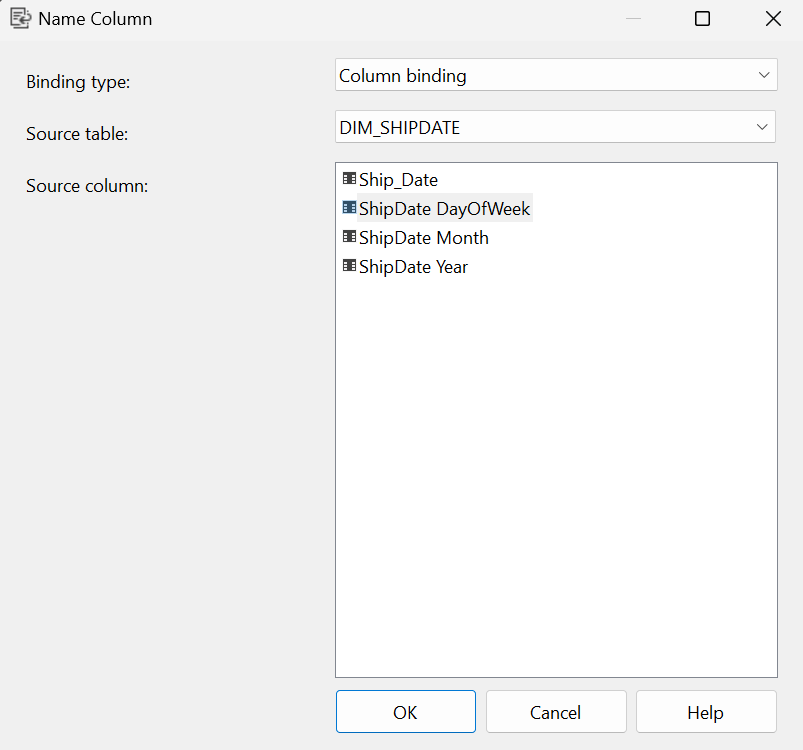 Name Column
Binding type:
Column binding
Source table:
DIM_SHIPDATE
Source column:
Ship_Date
ShipDate DayOfWeek
ShipDate Month
ShipDate Year
OK
Cancel
Help